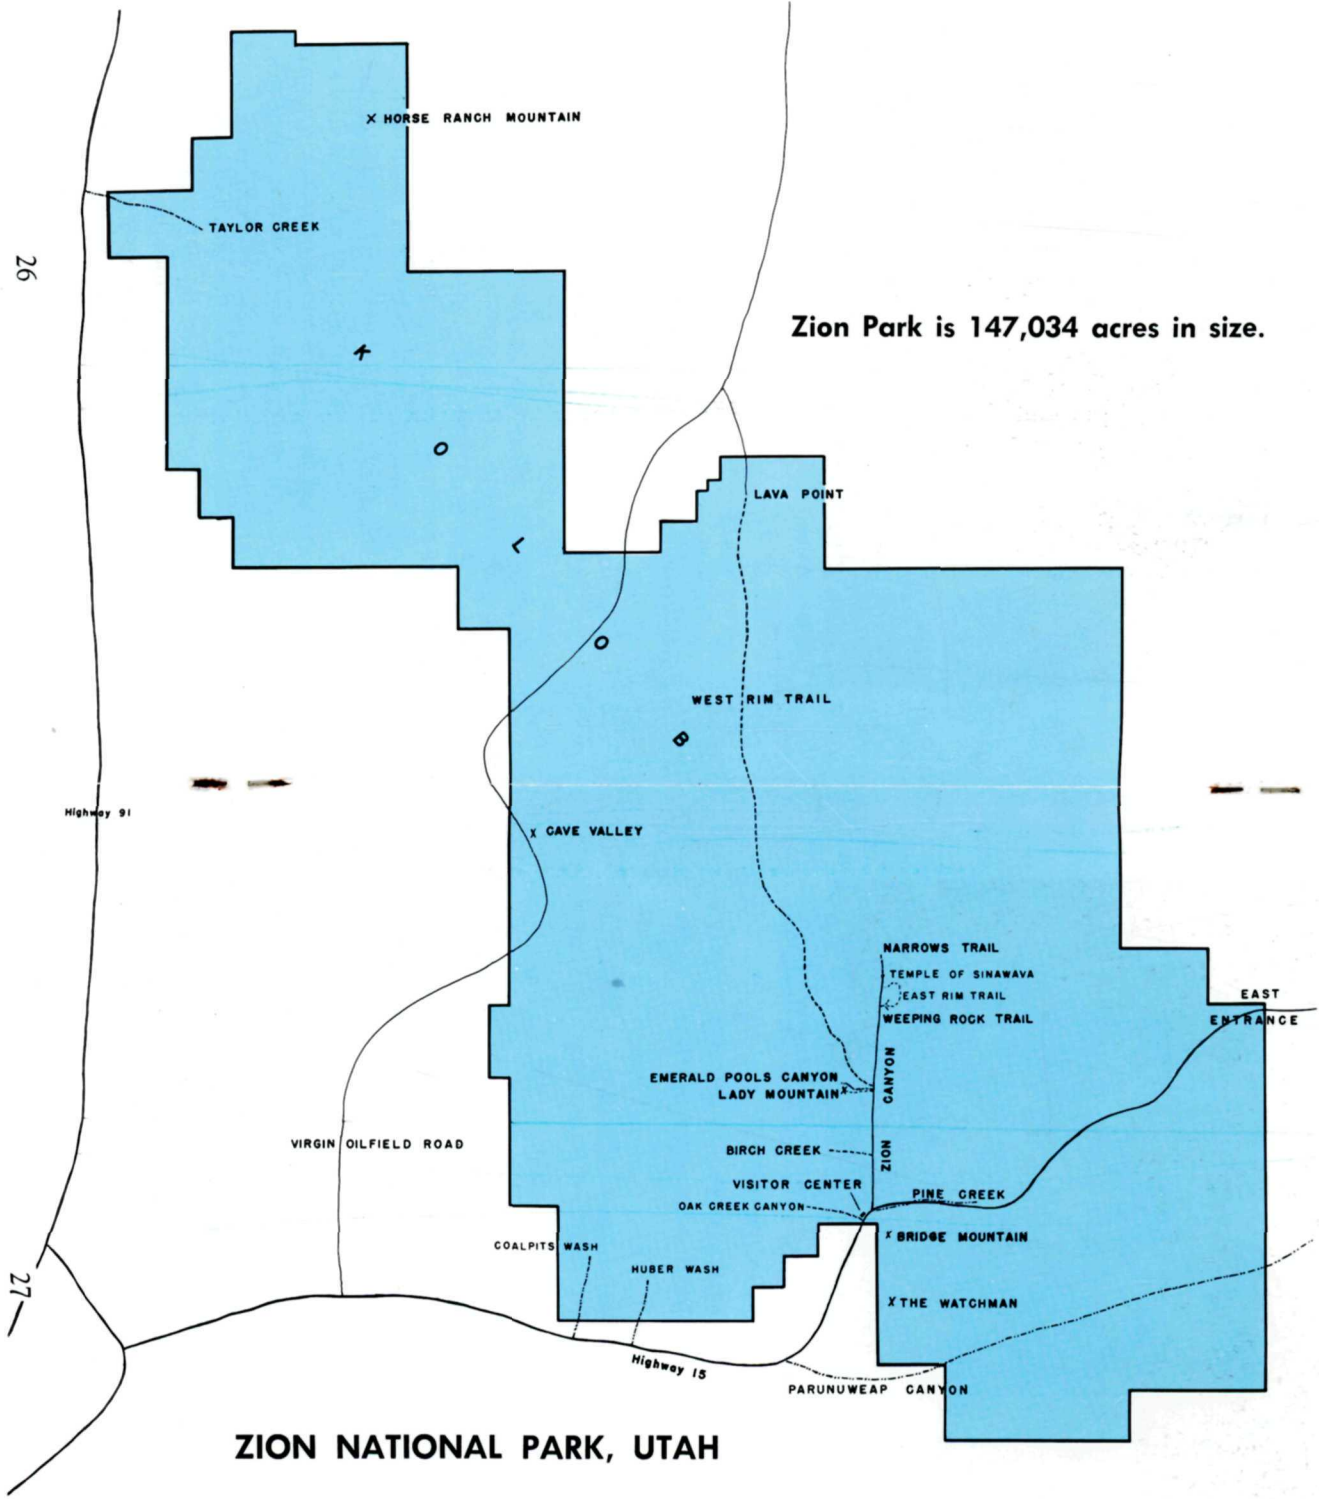 HORSE RANCH MOUNTAIN
TAYLOR CREEK
26
Zion Park is 147,034 acres in size.
K
O
L
O
B
LAVA POINT
WEST RIM TRAIL
Highway 91
X CAVE VALLEY
NARROWS TRAIL
TEMPLE OF SINAWAVA
EAST RIM TRAIL
WEEPING ROCK TRAIL
EAST
ENTRANCE
EMERALD POOLS CANYON
LADY MOUNTAIN
ZION CANYON
VIRGIN OILFIELD ROAD
BIRCH CREEK
VISITOR CENTER
OAK CREEK CANYON
PINE CREEK
BRIDGE MOUNTAIN
COALPITS WASH
HUBER WASH
THE WATCHMAN
27
Highway 15
PARUNUWEAP CANYON
ZION NATIONAL PARK, UTAH